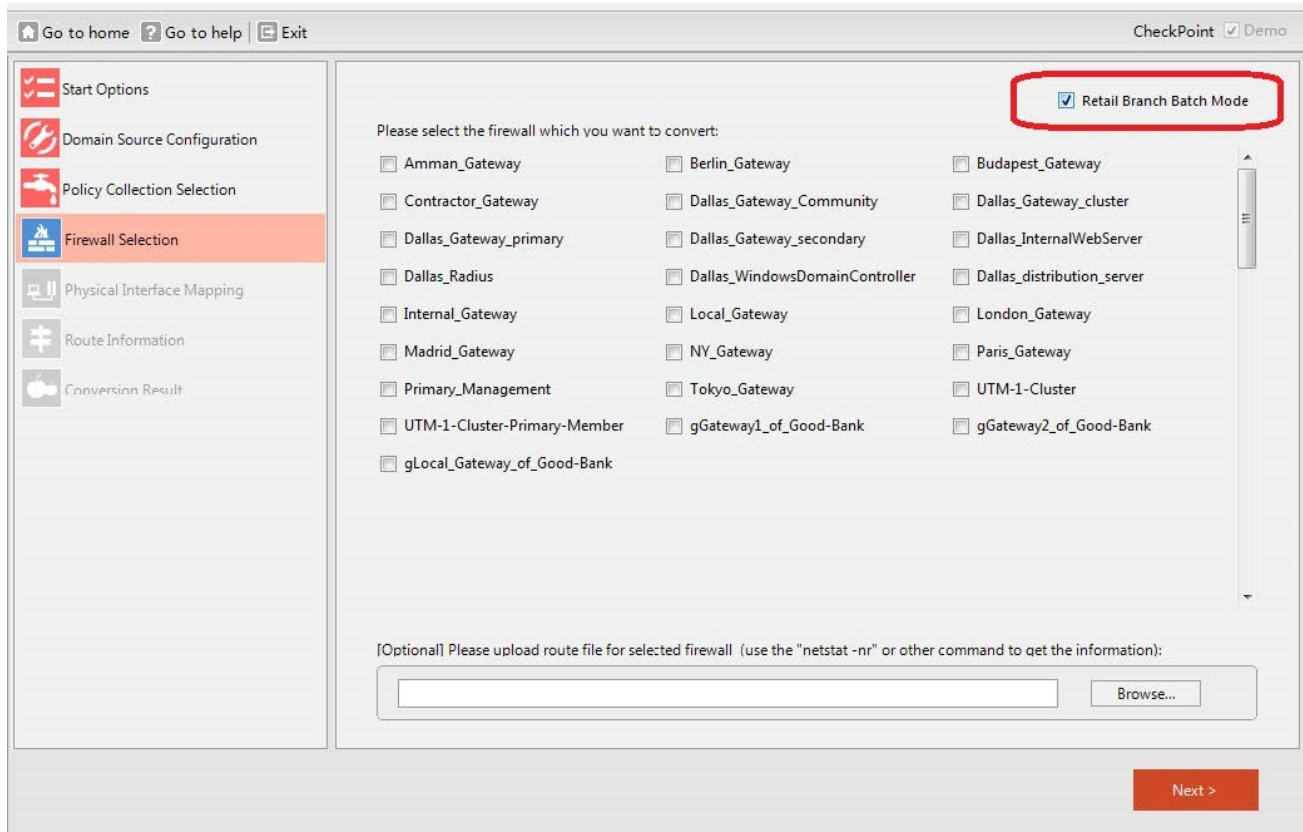 Go to home Go to help Exit CheckPoint Demo
Start Options
Domain Source Configuration
Policy Collection Selection
Firewall Selection
Physical Interface Mapping
Route Information
Conversion Result
Retail Branch Batch Mode
Please select the firewall which you want to convert:
Amman_Gateway Berlin_Gateway Budapest_Gateway
Contractor_Gateway Dallas_Gateway_Community Dallas_Gateway_cluster
Dallas_Gateway_primary Dallas_Gateway_secondary Dallas_InternalWebServer
Dallas_Radius Dallas_WindowsDomainController Dallas_distribution_server
Internal_Gateway Local_Gateway London_Gateway
Madrid_Gateway NY_Gateway Paris_Gateway
Primary_Management Tokyo_Gateway UTM-1-Cluster
UTM-1-Cluster-Primary-Member gGateway1_of_Good-Bank gGateway2_of_Good-Bank
gLocal_Gateway_of_Good-Bank
[Optional] Please upload route file for selected firewall (use the "netstat -nr" or other command to get the information):
Browse...
Next >